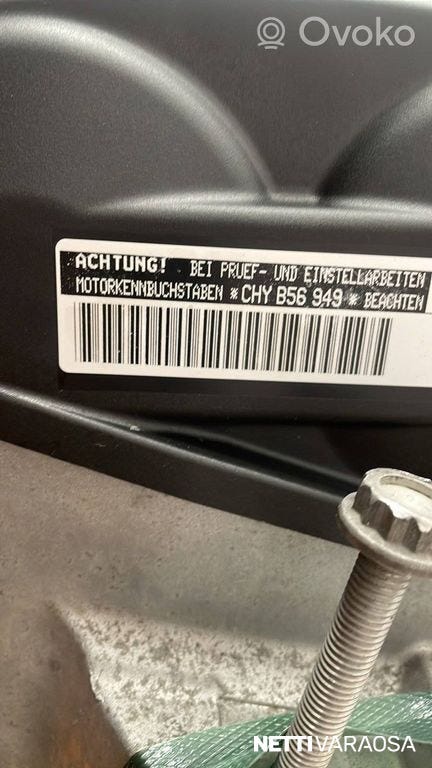 Ovoko
ACHTUNG! BEI PRUEF- UND EINSTELLARBEITEN
MOTORKENNBUCHSTABEN * CHY B56 949 * BEACHTEN
NETTIVARAOSA